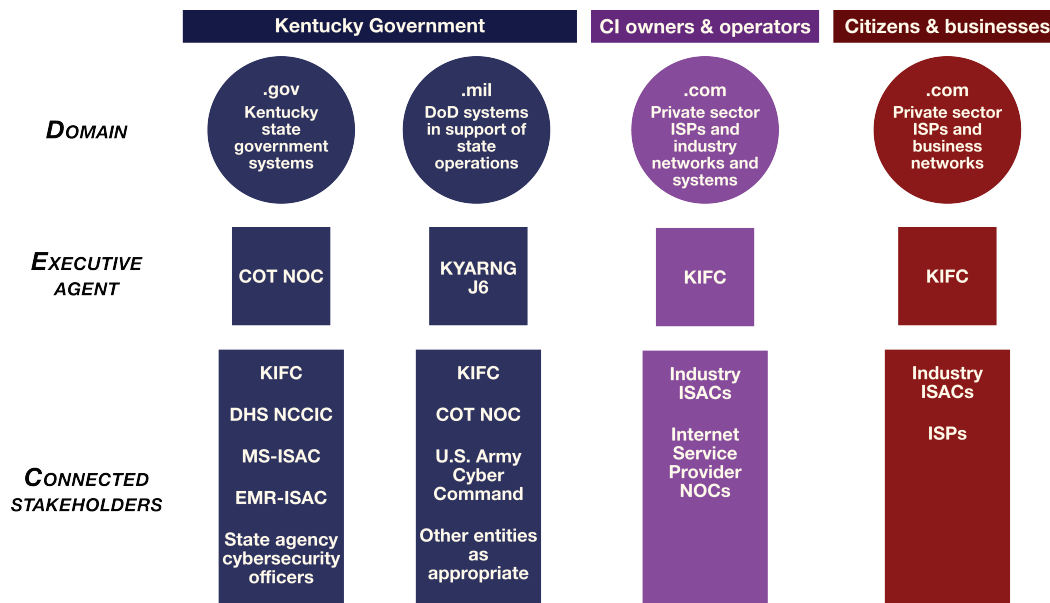 Kentucky Government
CI owners & operators
Citizens & businesses
DOMAIN
.gov
Kentucky
state
government
systems
.mil
DoD systems
in support of
state
operations
.com
Private sector
ISPs and
industry
networks and
systems
.com
Private sector
ISPs and
business
networks
EXECUTIVE
AGENT
COT NOC
KYARNG
J6
KIFC
KIFC
CONNECTED
STAKEHOLDERS
KIFC
DHS NCCIC
MS-ISAC
EMR-ISAC
State agency
cybersecurity
officers
KIFC
COT NOC
U.S. Army
Cyber
Command
Other entities
as
appropriate
Industry
ISACs
Internet
Service
Provider
NOCs
Industry
ISACs
ISPs